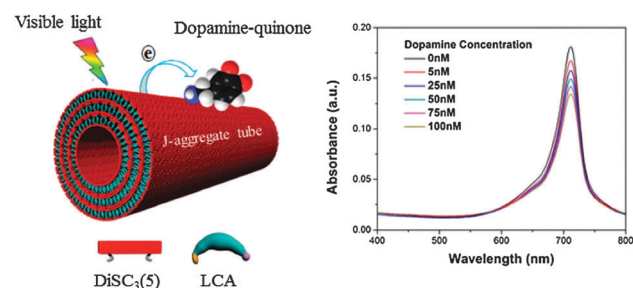 Visible light
Dopamine-quinone
e
J-aggregate tube
DiSC₃(5)
LCA
0.20
0.15
0.10
0.05
0.00
Absorbance (a.u.)
Dopamine Concentration
0nM
5nM
25nM
50nM
75nM
100nM
400
500
600
700
800
Wavelength (nm)